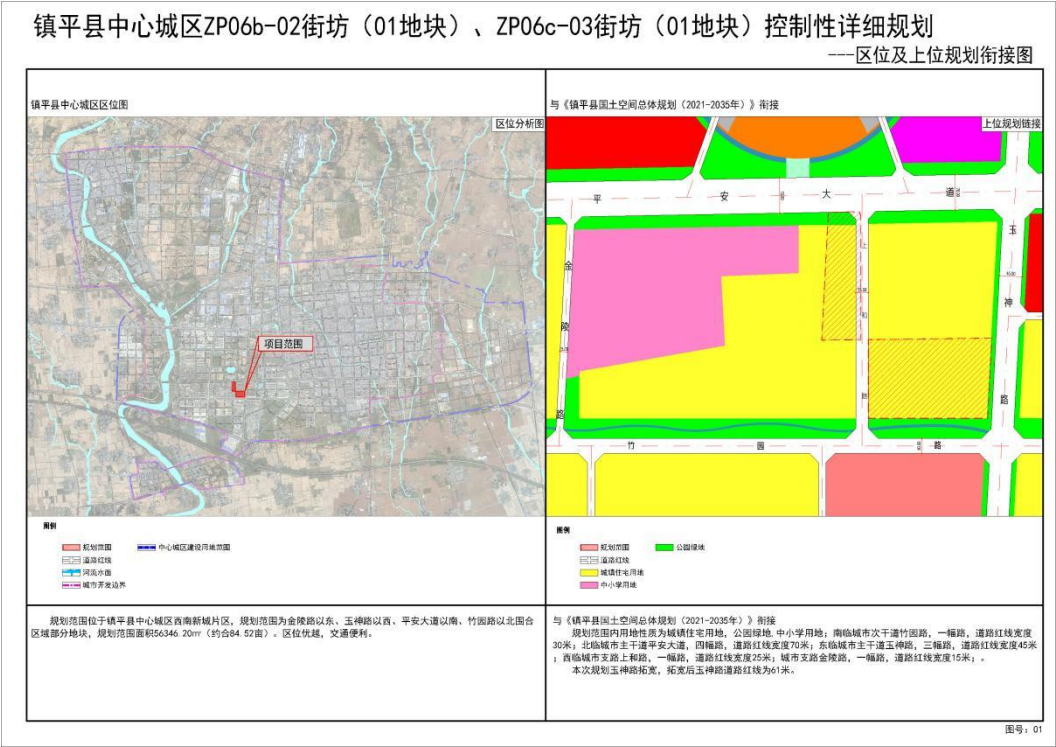 镇平县中心城区ZP06b-02街坊（01地块）、ZP06c-03街坊（01地块）控制性详细规划
---区位及上位规划衔接图
镇平县中心城区区位图
区位分析图
项目范围
图例
规划范围
中心城区建设用地范围
道路红线
河流水面
城市开发边界
规划范围位于镇平县中心城区西南新城片区，规划范围为金陵路以东、玉神路以西、平安大道以南、竹园路以北围合
区域部分地块，规划范围面积56346.20㎡（约合84.52亩）。区位优越，交通便利。
与《镇平县国土空间总体规划（2021-2035年）》衔接
上位规划链接
平 安 大 道
玉 神 路
金 陵 路
上 和 路
竹 园 路
图例
规划范围
公园绿地
道路红线
城镇住宅用地
中小学用地
与《镇平县国土空间总体规划（2021-2035年）》衔接
规划范围内用地性质为城镇住宅用地，公园绿地,中小学用地；南临城市次干道竹园路，一幅路，道路红线宽度
30米；北临城市主干道平安大道，四幅路，道路红线宽度70米；东临城市主干道玉神路，三幅路，道路红线宽度45米
；西临城市支路上和路，一幅路，道路红线宽度25米；城市支路金陵路，一幅路，道路红线宽度15米；。
本次规划玉神路拓宽，拓宽后玉神路道路红线为61米。
图号：01